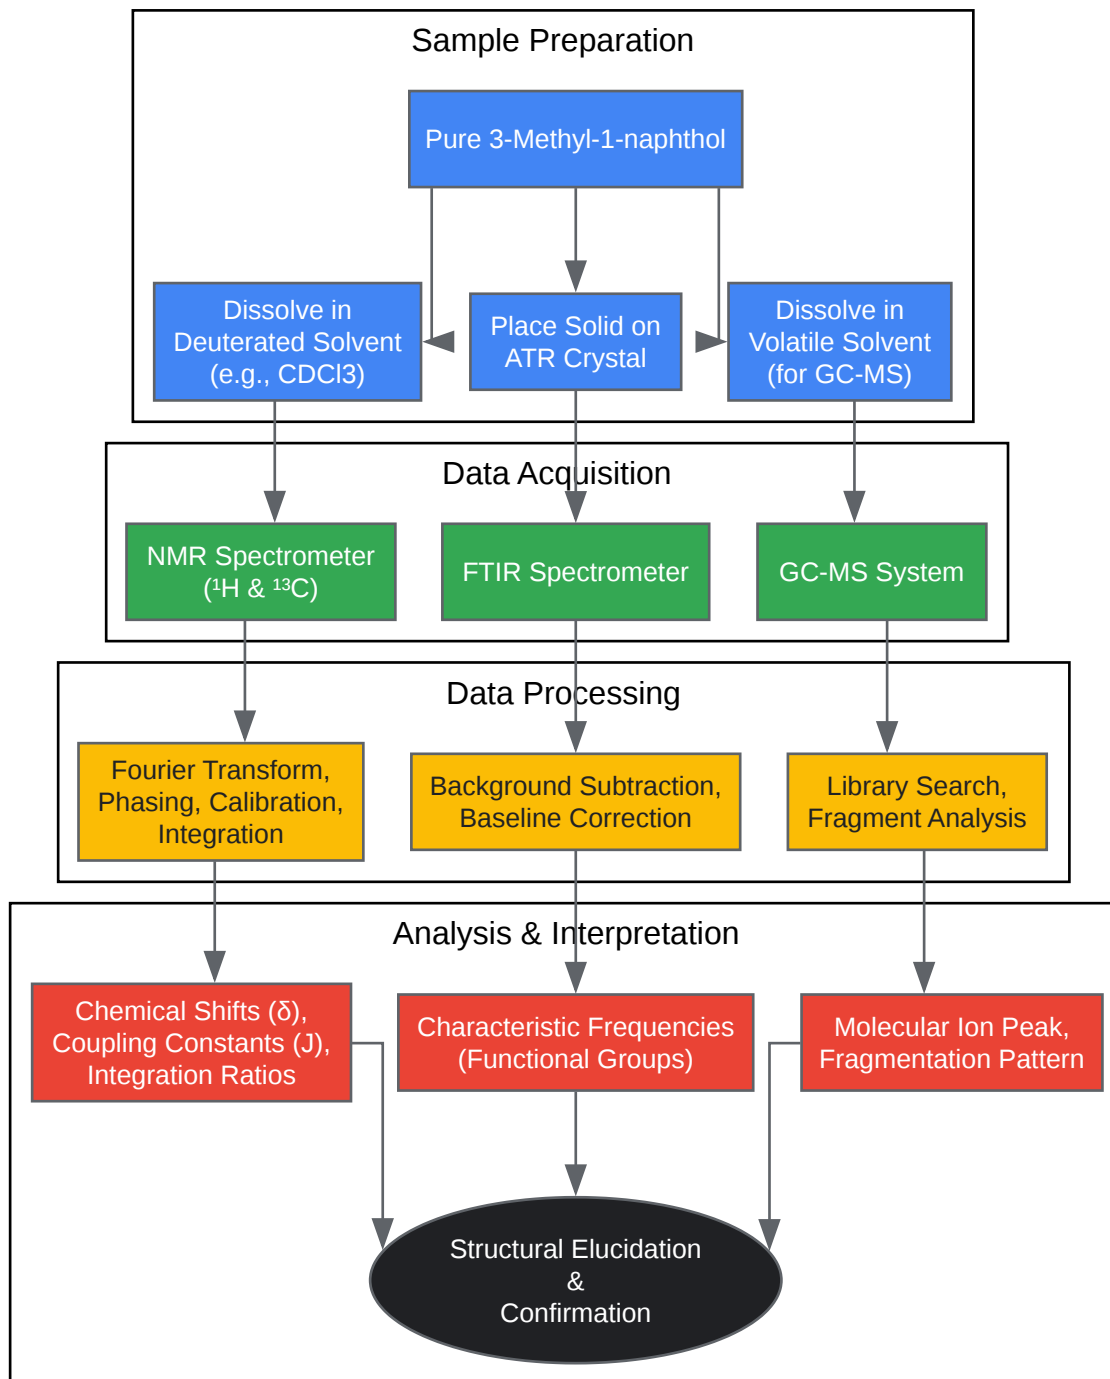 Sample Preparation
Pure 3-Methyl-1-naphthol
Dissolve in
Deuterated Solvent
(e.g., CDCl3)
Place Solid on
ATR Crystal
Dissolve in
Volatile Solvent
(for GC-MS)
Data Acquisition
NMR Spectrometer
(¹H & ¹³C)
FTIR Spectrometer
GC-MS System
Data Processing
Fourier Transform,
Phasing, Calibration,
Integration
Background Subtraction,
Baseline Correction
Library Search,
Fragment Analysis
Analysis & Interpretation
Chemical Shifts (δ),
Coupling Constants (J),
Integration Ratios
Characteristic Frequencies
(Functional Groups)
Molecular Ion Peak,
Fragmentation Pattern
Structural Elucidation
&
Confirmation